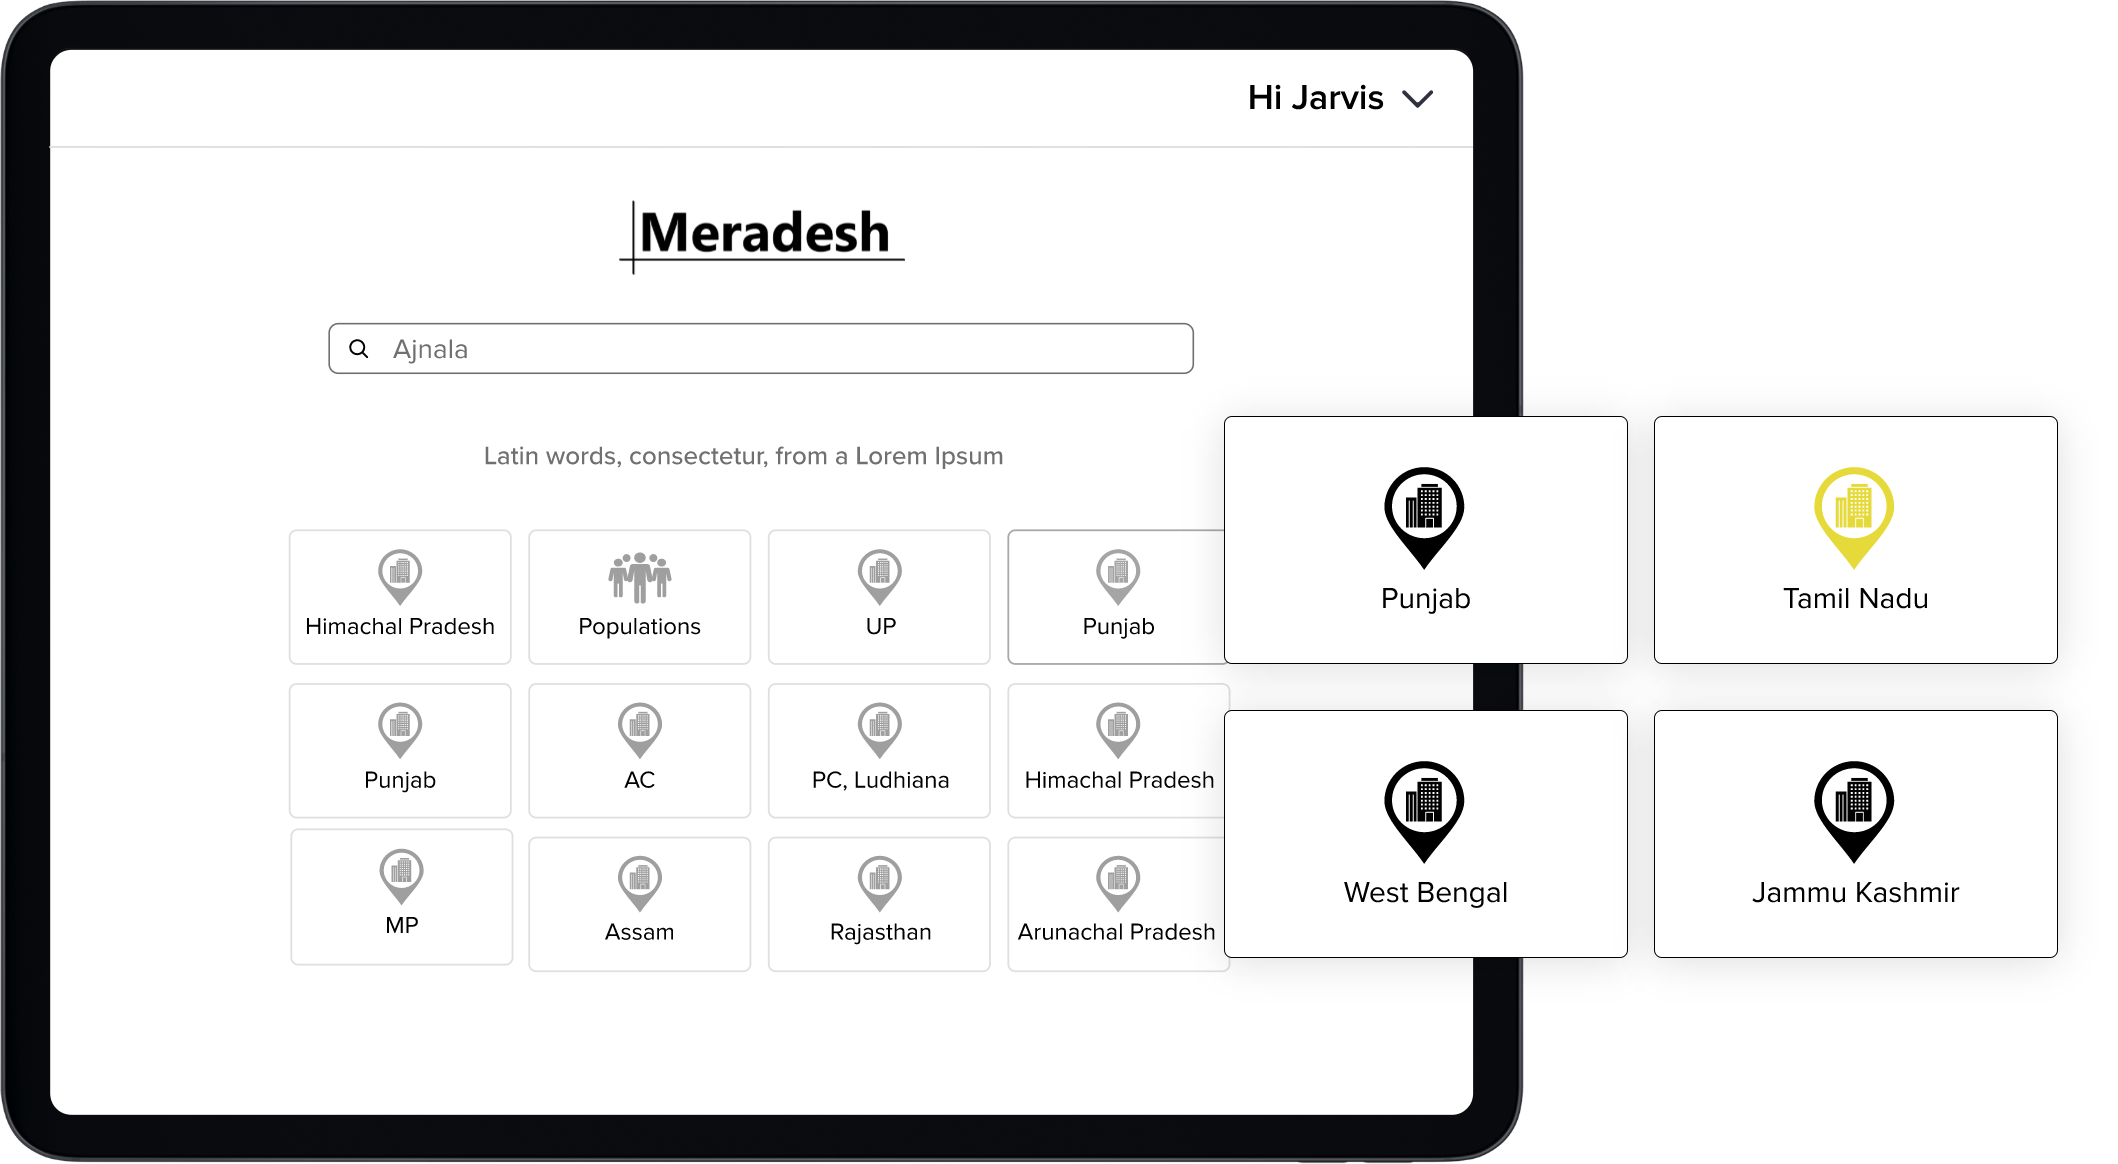 Hi Jarvis
Meradesh
Ajnala
Latin words, consectetur, from a Lorem Ipsum
Himachal Pradesh
Populations
UP
Punjab
Punjab
Tamil Nadu
Punjab
AC
PC, Ludhiana
Himachal Pradesh
MP
Assam
Rajasthan
Arunachal Pradesh
West Bengal
Jammu Kashmir